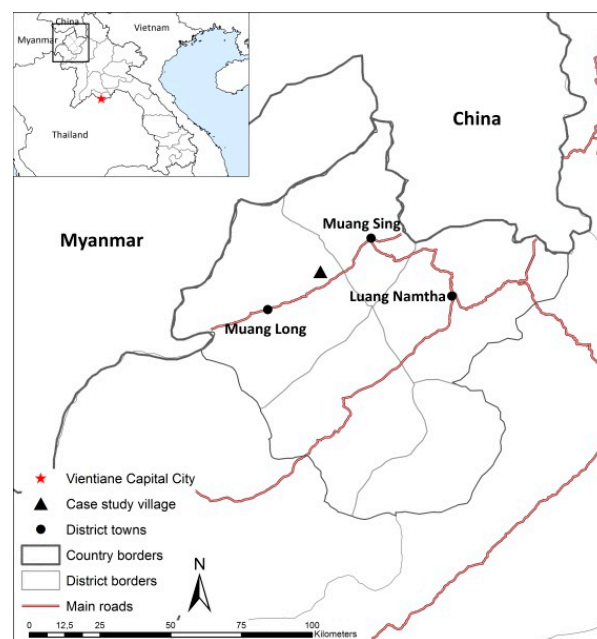 China
Myanmar
Vietnam
Thailand
China
Myanmar
Muang Sing
Luang Namtha
Muang Long
Vientiane Capital City
Case study village
District towns
Country borders
District borders
Main roads
N
0 12,5 25 50 75 100
Kilometers